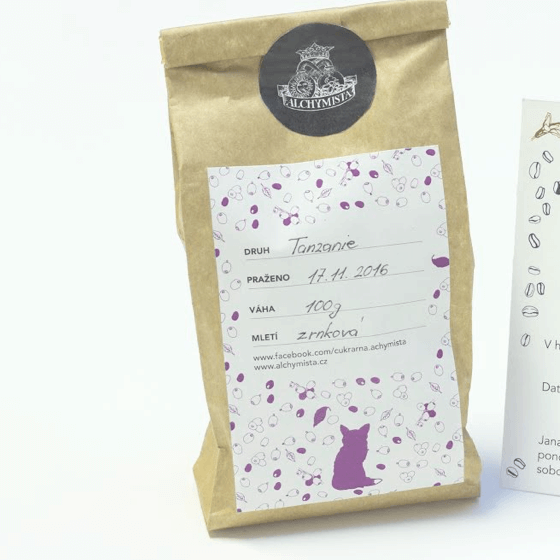 ALCHYMISTA
DRUH Tanzanie
PRAŽENO 17.11.2016
VÁHA 100g
MLETÍ zrnková
www.facebook.com/cukrarna.achymista
www.alchymista.cz
V h
Dat
Jana
pond
sobo